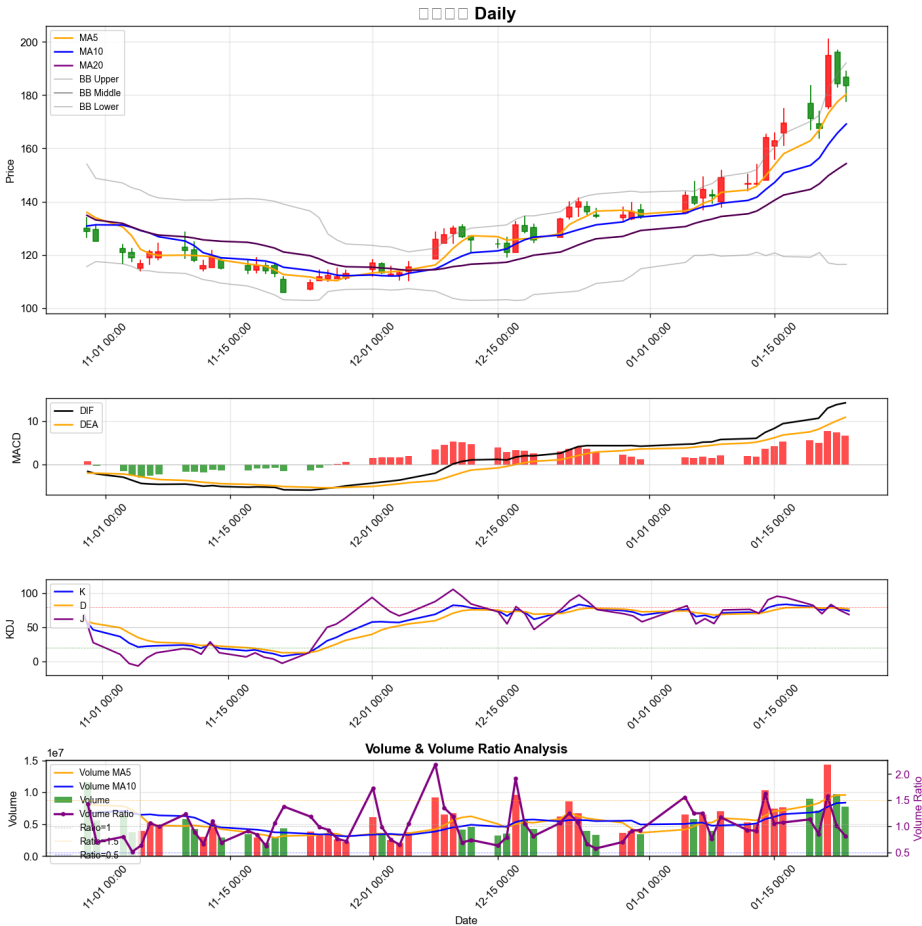 Daily
MA5
MA10
MA20
BB Upper
BB Middle
BB Lower
Price
200
180
160
140
120
100
11-01 00:00
11-15 00:00
12-01 00:00
12-15 00:00
01-01 00:00
01-15 00:00
DIF
DEA
MACD
10
0
11-01 00:00
11-15 00:00
12-01 00:00
12-15 00:00
01-01 00:00
01-15 00:00
K
D
J
KDJ
100
50
0
11-01 00:00
11-15 00:00
12-01 00:00
12-15 00:00
01-01 00:00
01-15 00:00
Volume & Volume Ratio Analysis
1e7
Volume MA5
Volume MA10
Volume
Volume Ratio
Ratio=1
Ratio=0.5
Volume
1.5
1.0
0.5
0.0
2.0
1.5
1.0
0.5
Volume Ratio
11-01 00:00
11-15 00:00
12-01 00:00
12-15 00:00
01-01 00:00
01-15 00:00
Date